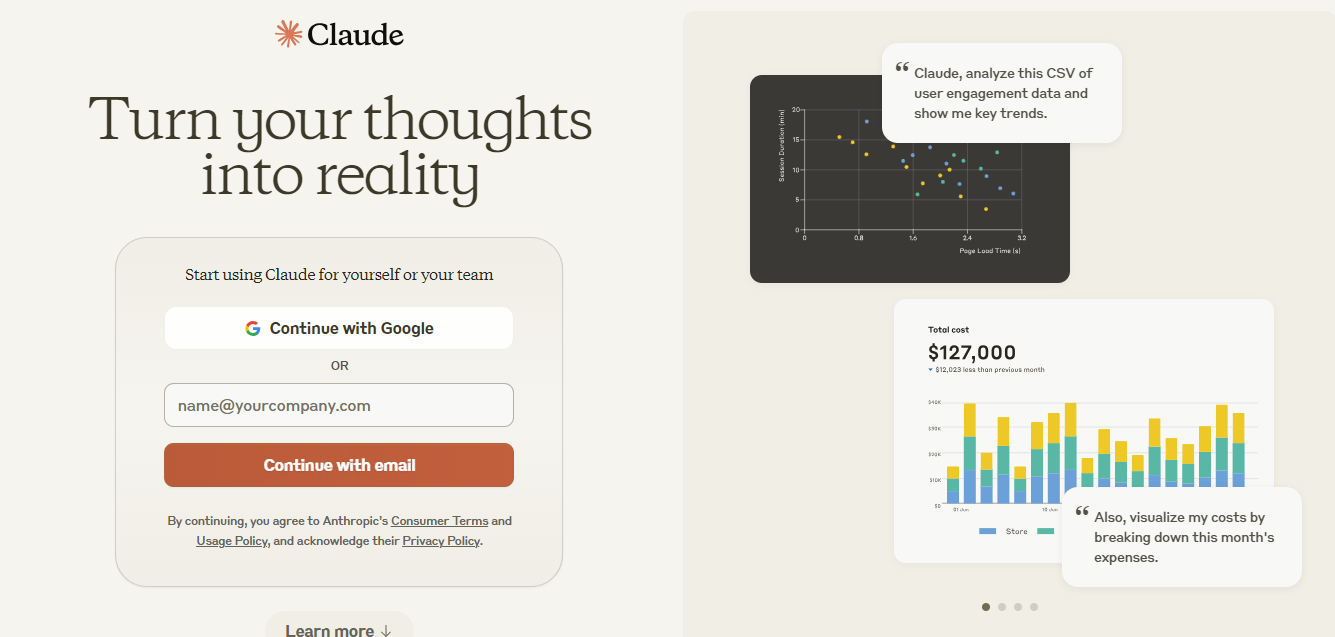 Claude
Turn your thoughts
into reality
Start using Claude for yourself or your team
Continue with Google
OR
name@yourcompany.com
Continue with email
By continuing, you agree to Anthropic's Consumer Terms and
Usage Policy, and acknowledge their Privacy Policy.
Learn more ↓
“ Claude, analyze this CSV of
user engagement data and
show me key trends.
Session Duration (min)
20
15
10
5
0
0 0.8 1.6 2.4 3.2
Page Load Time (s)
Total cost
$127,000
$12,023 less than previous month
$40K
$30K
$20K
$10K
$0
01 Jun 10 Jun
Store
“ Also, visualize my costs by
breaking down this month's
expenses.